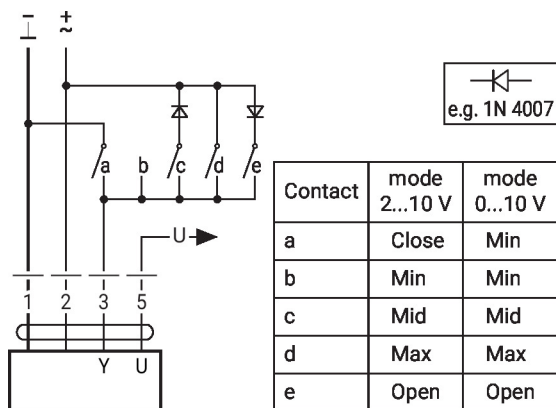 – +
⊥ ~
a b c d e
U
1 2 3 5
Y U
e.g. 1N 4007
Contact mode 2...10 V mode 0...10 V
a Close Min
b Min Min
c Mid Mid
d Max Max
e Open Open